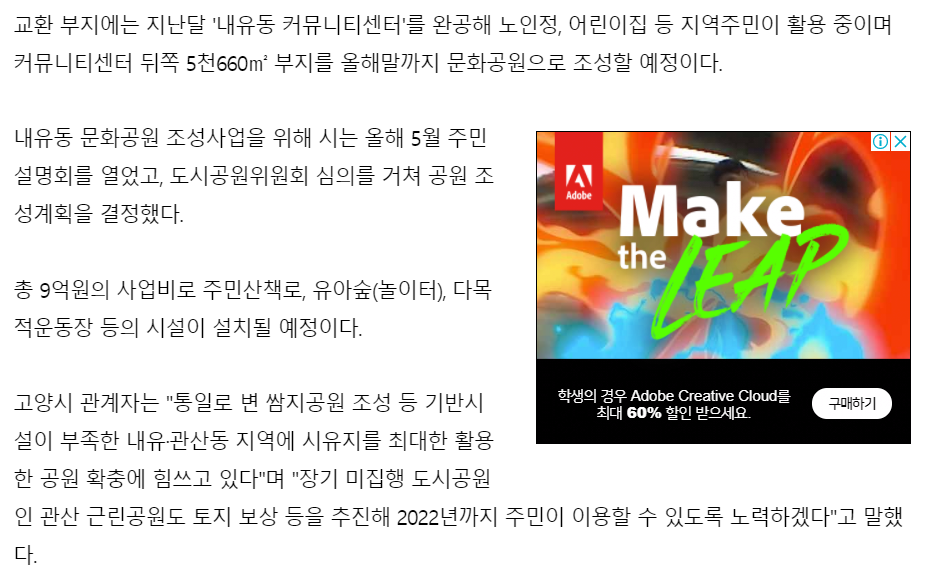 교환 부지에는 지난달 '내유동 커뮤니티센터'를 완공해 노인정, 어린이집 등 지역주민이 활용 중이며
커뮤니티센터 뒤쪽 5천660㎡ 부지를 올해말까지 문화공원으로 조성할 예정이다.
내유동 문화공원 조성사업을 위해 시는 올해 5월 주민
설명회를 열었고, 도시공원위원회 심의를 거쳐 공원 조
성계획을 결정했다.
총 9억원의 사업비로 주민산책로, 유아숲(놀이터), 다목
적운동장 등의 시설이 설치될 예정이다.
고양시 관계자는 "통일로 변 쌈지공원 조성 등 기반시
설이 부족한 내유·관산동 지역에 시유지를 최대한 활용
한 공원 확충에 힘쓰고 있다"며 "장기 미집행 도시공원
인 관산 근린공원도 토지 보상 등을 추진해 2022년까지 주민이 이용할 수 있도록 노력하겠다"고 말했
다.
Adobe
Make
the LEAP
학생의 경우 Adobe Creative Cloud를
최대 60% 할인 받으세요.
구매하기